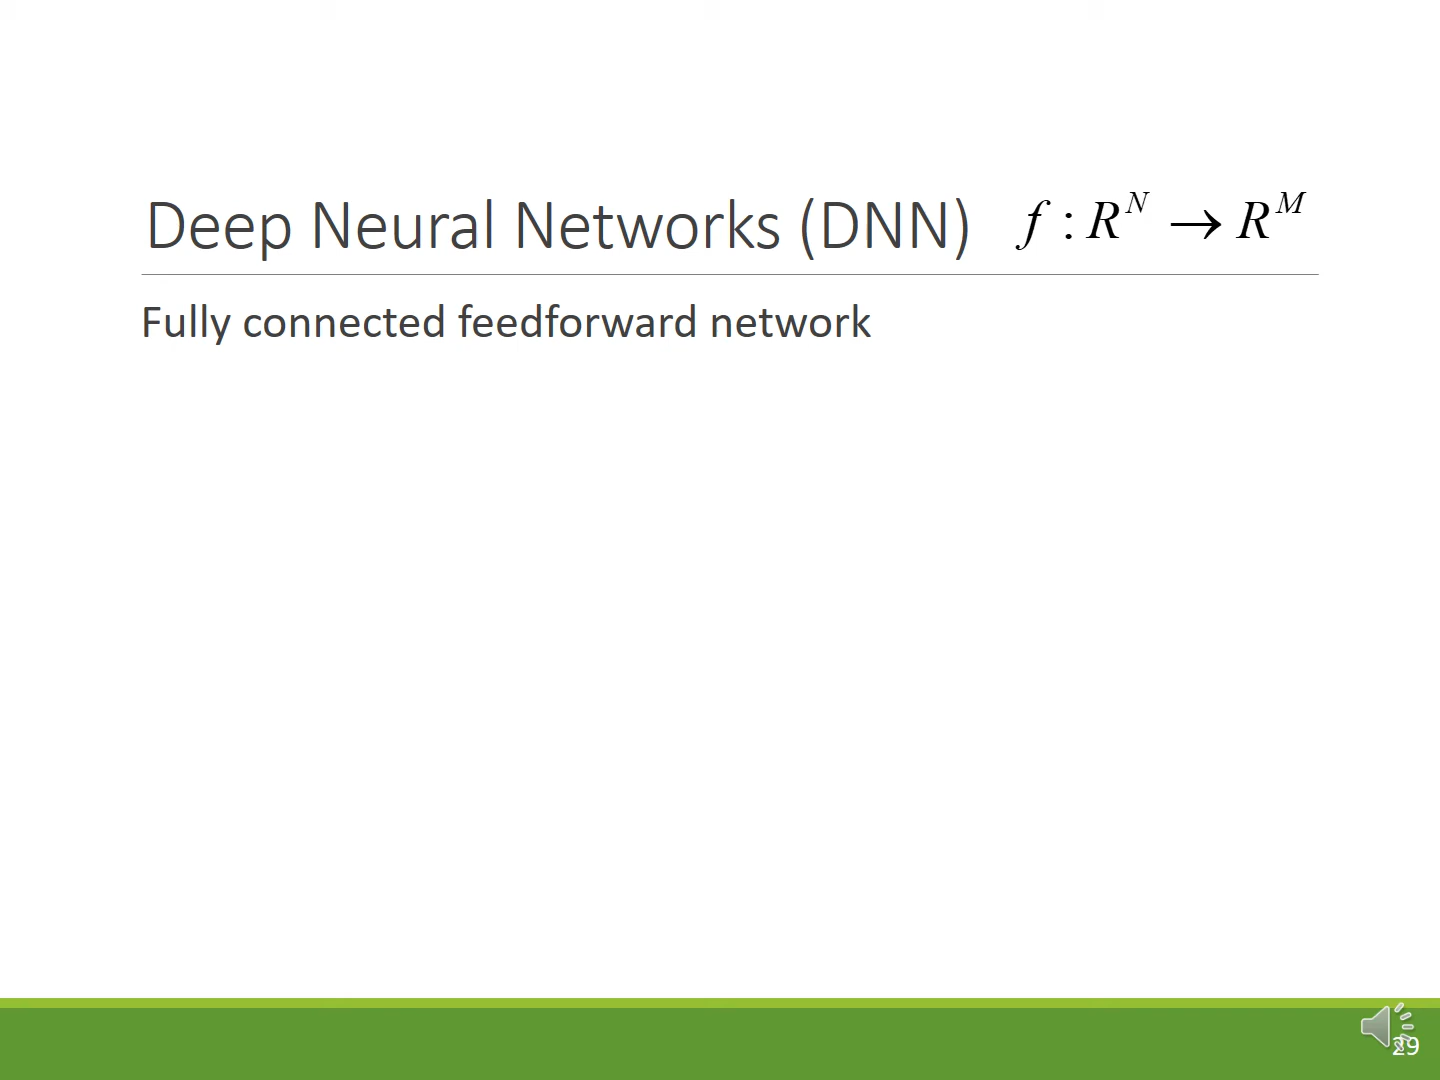 Deep Neural Networks (DNN) f : R^N → R^M
Fully connected feedforward network
29